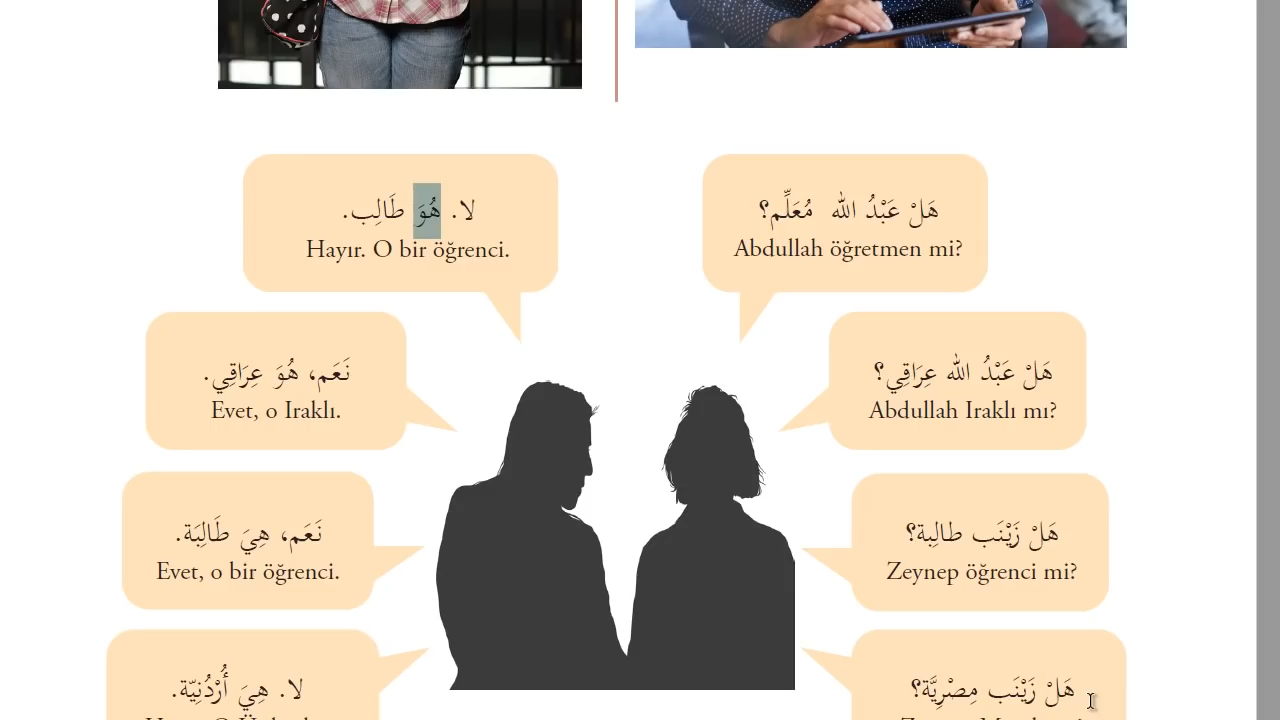 هَلْ عَبْدُ الله مُعَلِّم؟
Abdullah öğretmen mi?
لا. هُوَ طَالِب.
Hayır. O bir öğrenci.
هَلْ عَبْدُ الله عِرَاقِي؟
Abdullah Iraklı mı?
نَعَم، هُوَ عِرَاقِي.
Evet, o Iraklı.
هَلْ زَيْنَب طالِبة؟
Zeynep öğrenci mi?
نَعَم، هِيَ طَالِبَة.
Evet, o bir öğrenci.
هَلْ زَيْنَب مِصْرِيَّة؟
لا. هِيَ أُرْدُنِيّة.